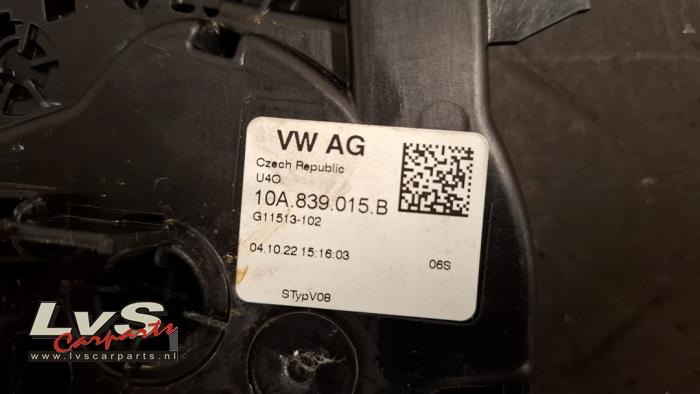 VW AG
Czech Republic
U4O
10A.839.015.B
G11513-102
04.10.22 15:16:03
06S
STypV08
LvS
Carparts
www.lvscarparts.nl